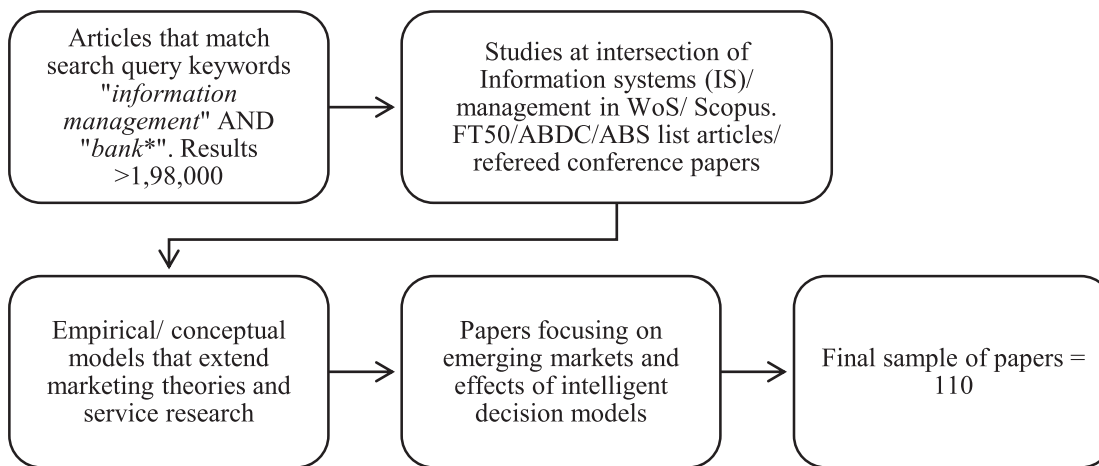 Articles that match
search query keywords
"information
management" AND
"bank*". Results
>1,98,000
Studies at intersection of
Information systems (IS)/
management in WoS/ Scopus.
FT50/ABDC/ABS list articles/
refereed conference papers
Empirical/ conceptual
models that extend
marketing theories and
service research
Papers focusing on
emerging markets and
effects of intelligent
decision models
Final sample of papers =
110